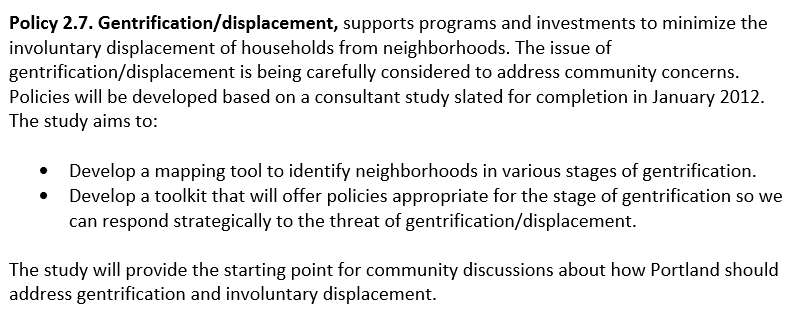 Policy 2.7. Gentrification/displacement, supports programs and investments to minimize the
involuntary displacement of households from neighborhoods. The issue of
gentrification/displacement is being carefully considered to address community concerns.
Policies will be developed based on a consultant study slated for completion in January 2012.
The study aims to:
• Develop a mapping tool to identify neighborhoods in various stages of gentrification.
• Develop a toolkit that will offer policies appropriate for the stage of gentrification so we
can respond strategically to the threat of gentrification/displacement.
The study will provide the starting point for community discussions about how Portland should
address gentrification and involuntary displacement.